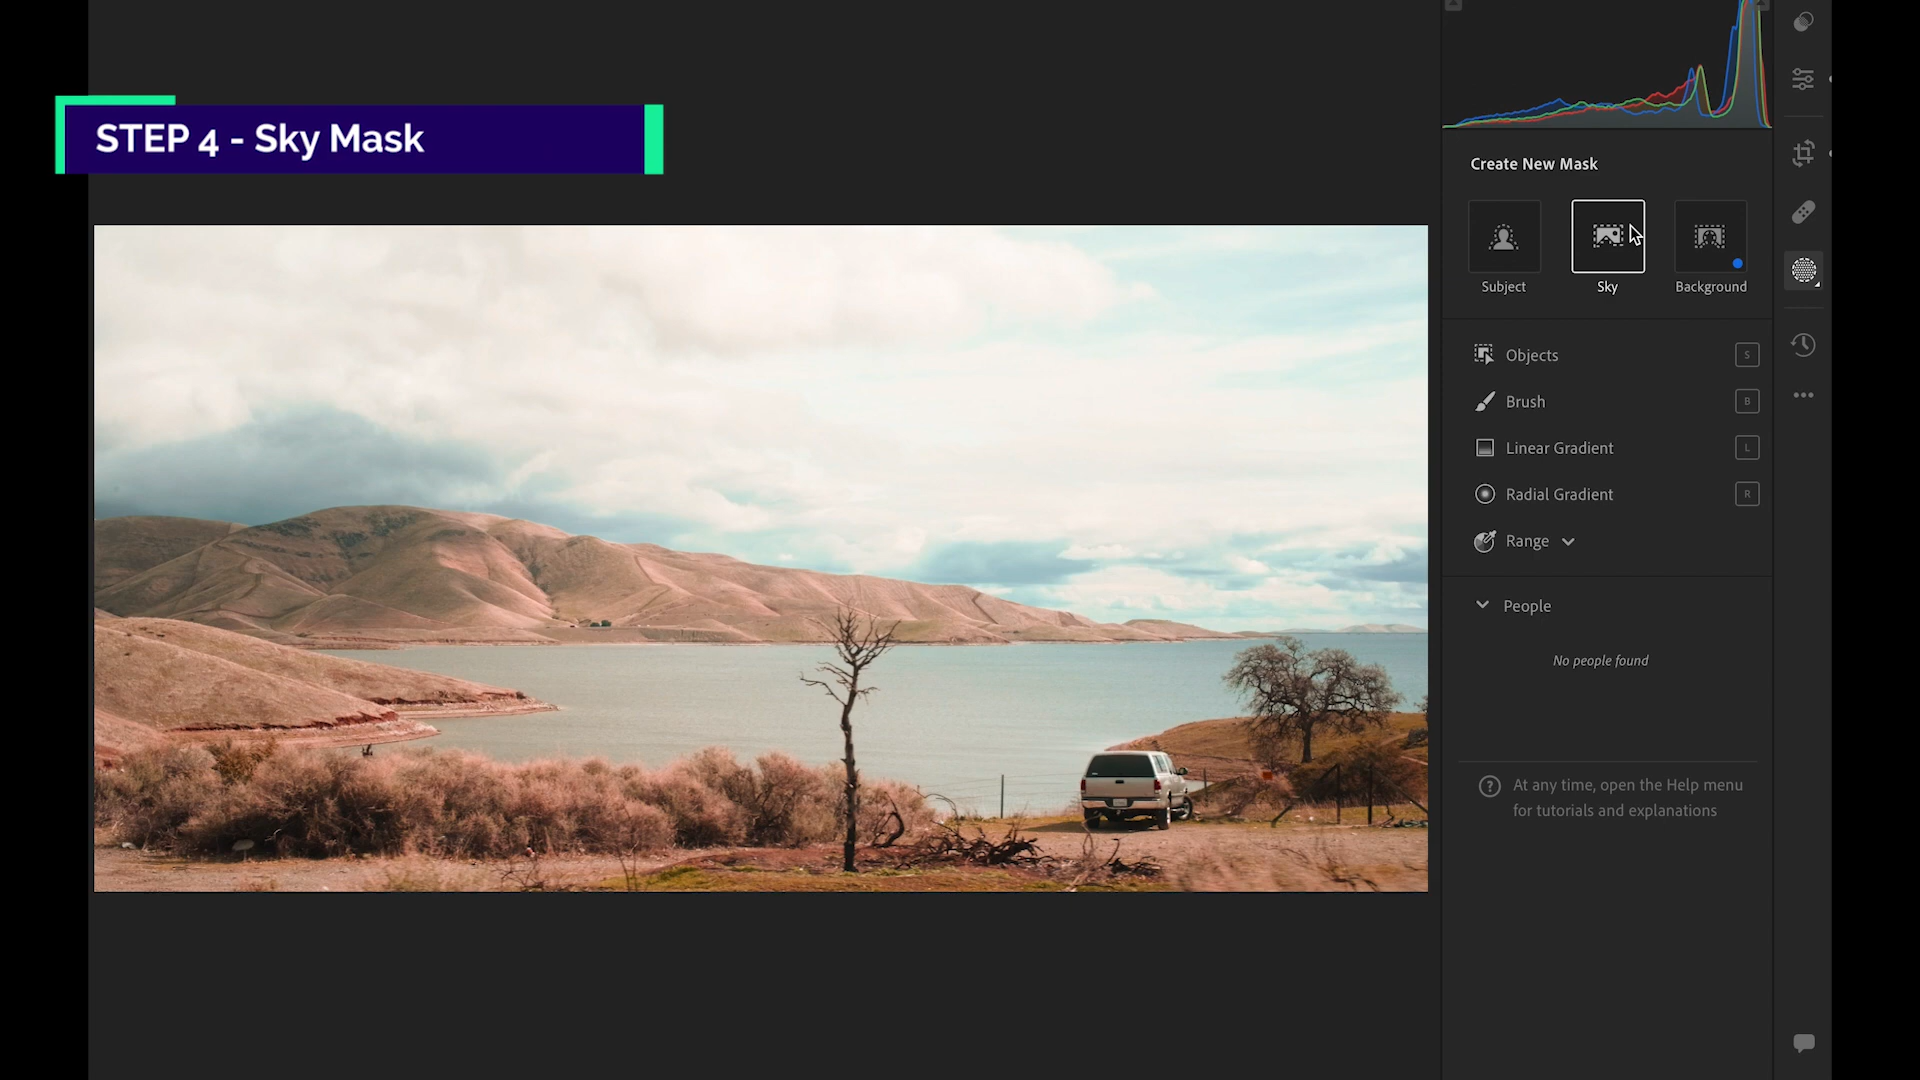 STEP 4 - Sky Mask
Create New Mask
Subject
Sky
Background
Objects
S
Brush
B
Linear Gradient
L
Radial Gradient
R
Range
People
No people found
? At any time, open the Help menu
for tutorials and explanations